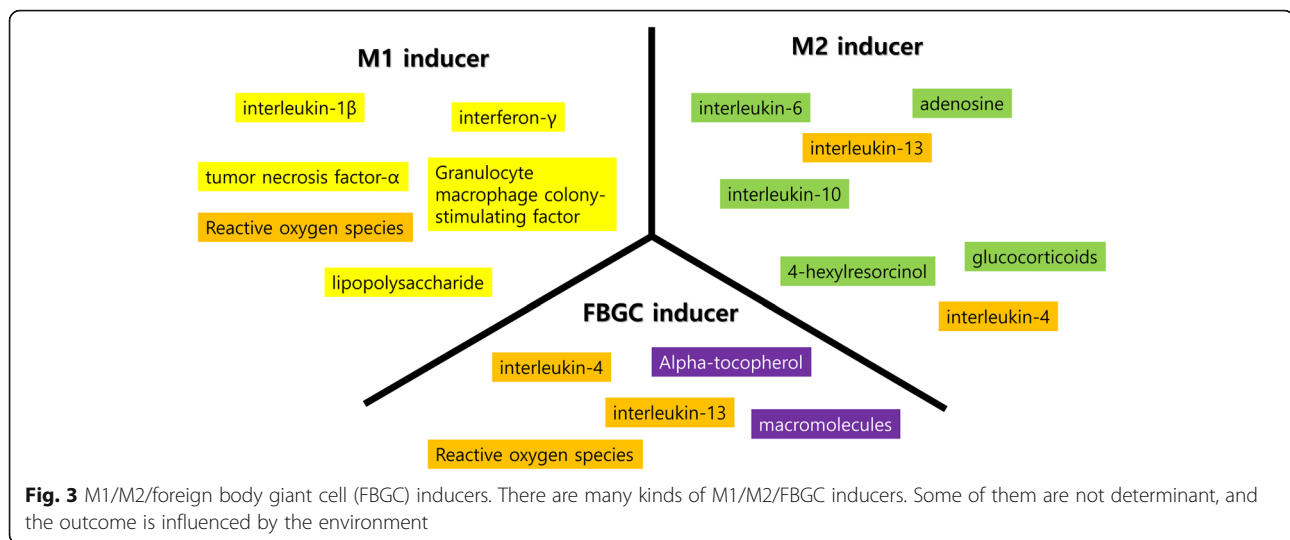 M1 inducer
interleukin-1β
interferon-γ
tumor necrosis factor-α
Granulocyte
macrophage colony-
stimulating factor
Reactive oxygen species
lipopolysaccharide
M2 inducer
interleukin-6
adenosine
interleukin-13
interleukin-10
glucocorticoids
4-hexylresorcinol
interleukin-4
FBGC inducer
interleukin-4
Alpha-tocopherol
interleukin-13
macromolecules
Reactive oxygen species
Fig. 3 M1/M2/foreign body giant cell (FBGC) inducers. There are many kinds of M1/M2/FBGC inducers. Some of them are not determinant, and
the outcome is influenced by the environment